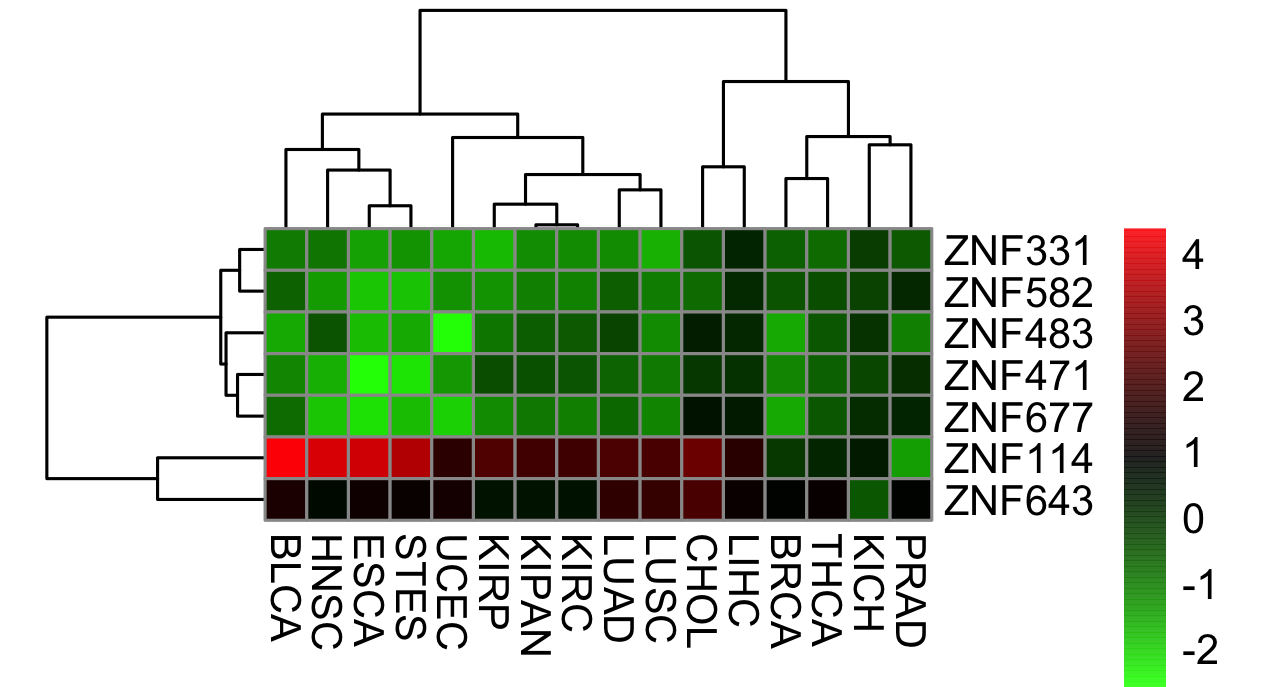 ZNF331
ZNF582
ZNF483
ZNF471
ZNF677
ZNF114
ZNF643
BLCA
HNSC
ESCA
STES
UCEC
KIRP
KIPAN
KIRC
LUAD
LUSC
CHOL
LIHC
BRCA
THCA
KICH
PRAD
4
3
2
1
0
-1
-2